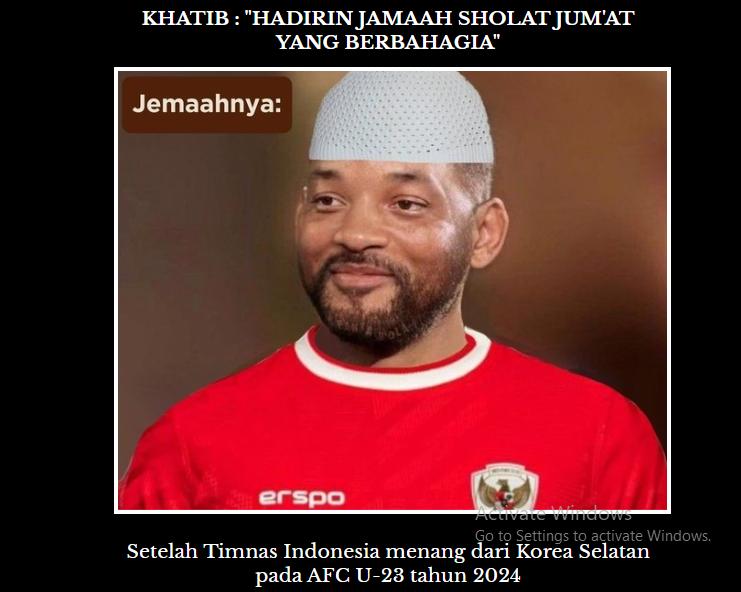 KHATIB : "HADIRIN JAMAAH SHOLAT JUM'AT
YANG BERBAHAGIA"
Jemaahnya:
erspo
Activate Windows
Go to Settings to activate Windows.
Setelah Timnas Indonesia menang dari Korea Selatan
pada AFC U-23 tahun 2024